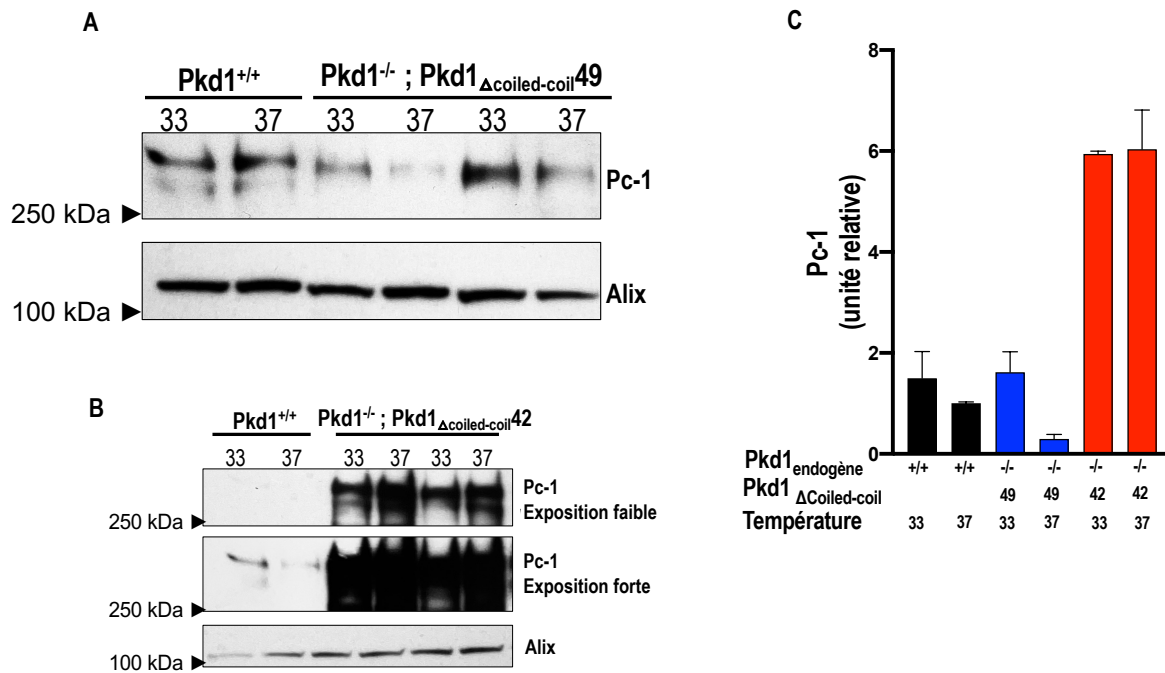 A
Pkd1+/+ Pkd1-/- ; Pkd1Δcoiled-coil49
33 37 33 37 33 37
Pc-1
250 kDa
Alix
100 kDa
B
Pkd1+/+ Pkd1-/- ; Pkd1Δcoiled-coil42
33 37 33 37 33 37
Pc-1
Exposition faible
250 kDa
Pc-1
Exposition forte
250 kDa
Alix
100 kDa
C
Pc-1
(unité relative)
8
6
4
2
0
Pkd1endogène +/+ +/+ -/- -/- -/- -/-
Pkd1 ΔCoiled-coil 49 49 42 42
Température 33 37 33 37 33 37